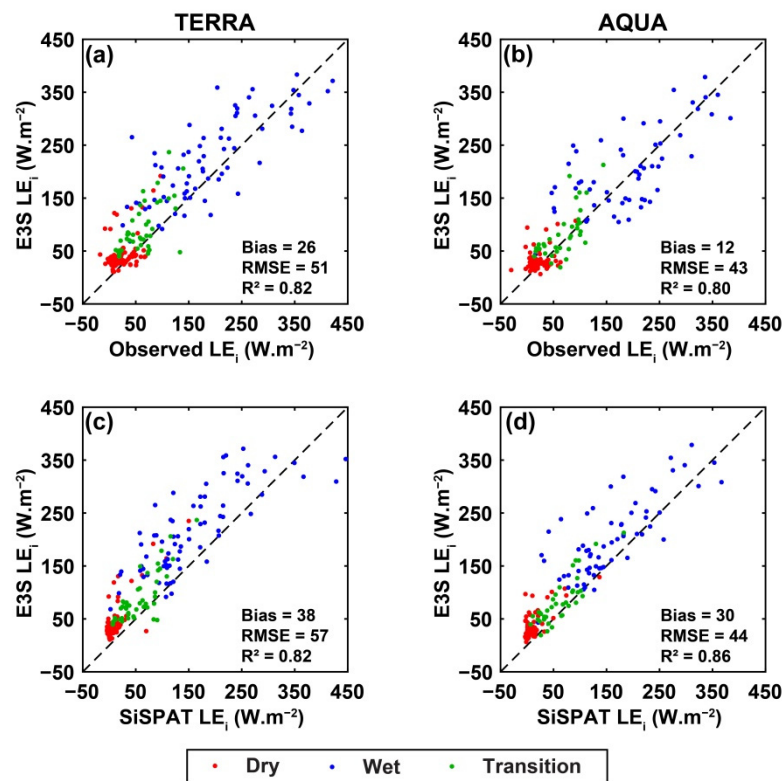 TERRA
AQUA
(a)
450
350
250
150
50
−50
E3S LEi (W.m−2)
Bias = 26
RMSE = 51
R² = 0.82
−50 50 150 250 350 450
Observed LEi (W.m−2)
(b)
450
350
250
150
50
−50
E3S LEi (W.m−2)
Bias = 12
RMSE = 43
R² = 0.80
−50 50 150 250 350 450
Observed LEi (W.m−2)
(c)
450
350
250
150
50
−50
E3S LEi (W.m−2)
Bias = 38
RMSE = 57
R² = 0.82
−50 50 150 250 350 450
SiSPAT LEi (W.m−2)
(d)
450
350
250
150
50
−50
E3S LEi (W.m−2)
Bias = 30
RMSE = 44
R² = 0.86
−50 50 150 250 350 450
SiSPAT LEi (W.m−2)
Dry Wet Transition